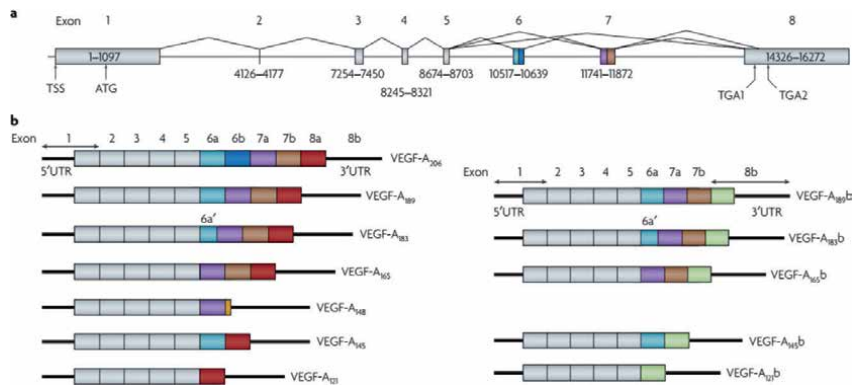 a Exon 1 2 3 4 5 6 7 8
1–1097 14326–16272
4126–4177 7254–7450 8674–8703 10517–10639 11741–11872
8245–8321
TSS ATG TGA1 TGA2
b Exon 1 2 3 4 5 6a 6b 7a 7b 8a 8b
5′UTR 3′UTR VEGF-A206
VEGF-A189
6a′
VEGF-A183
VEGF-A165
VEGF-A148
VEGF-A145
VEGF-A121
Exon 1 2 3 4 5 6a 7a 7b 8b
VEGF-A189b
5′UTR 3′UTR
6a′
VEGF-A183b
VEGF-A165b
VEGF-A145b
VEGF-A121b